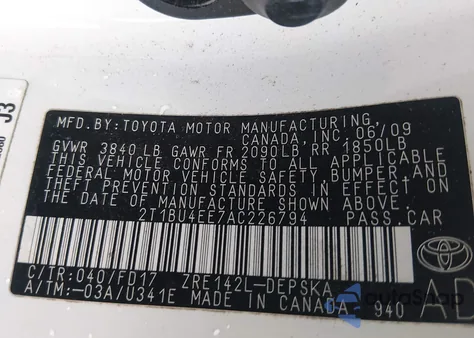 MFD.BY:TOYOTA MOTOR MANUFACTURING
CANADA,INC.06/09
GVWR 3840LB GAWR FR 2090LB RR 1850LB
THIS VEHICLE CONFORMS TO ALL APPLICABLE
FEDERAL MOTOR VEHICLE SAFETY,BUMPER,AND
THEFT PREVENTION STANDARDS IN EFFECT ON
THE DATE OF MANUFACTURE SHOWN ABOVE.
2T1BU4EE7AC226794 PASS.CAR
C/TR:040/FD17 ZRE142L-DEPSKA
A/TM:-03A/U341E MADE IN CANADA 940
TOYOTA
AD
J3